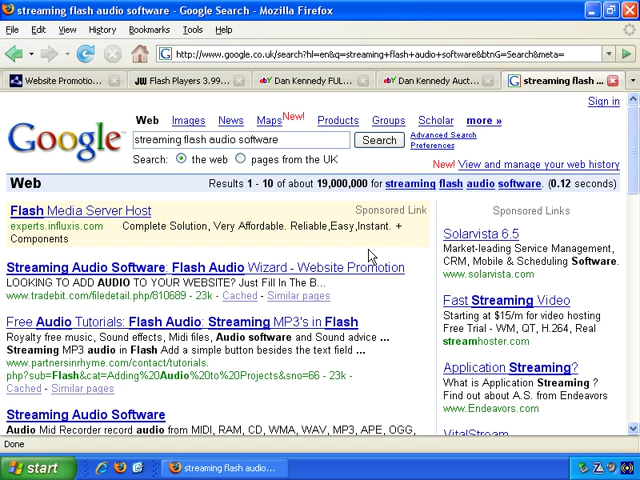 streaming flash audio software - Google Search - Mozilla Firefox
File Edit View History Bookmarks Tools Help
http://www.google.co.uk/search?hl=en&q=streaming+flash+audio+software&btnG=Search&meta=
Website Promotio... JW Flash Players 3.99... Dan Kennedy FUL... Dan Kennedy Auct... streaming flash ...
Sign in
Web Images News Maps New! Products Groups Scholar more »
Google
streaming flash audio software Search Advanced Search
Preferences
Search: the web pages from the UK
New! View and manage your web history
Web Results 1 - 10 of about 19,000,000 for streaming flash audio software. (0.12 seconds)
Flash Media Server Host Sponsored Link
experts.influxis.com Complete Solution, Very Affordable. Reliable,Easy,Instant. +
Components
Streaming Audio Software: Flash Audio Wizard - Website Promotion
LOOKING TO ADD AUDIO TO YOUR WEBSITE? Just Fill In The B...
www.tradebit.com/filedetail.php/810689 - 23k - Cached - Similar pages
Free Audio Tutorials: Flash Audio: Streaming MP3's in Flash
Royalty free music, Sound effects, Midi files, Audio software and Sound advice ...
Streaming MP3 audio in Flash Add a simple button besides the text field ...
www.partnersinrhyme.com/contact/tutorials.
php?sub=Flash&cat=Adding%20Audio%20to%20Projects&sno=66 - 23k -
Cached - Similar pages
Streaming Audio Software
Audio Mid Recorder record audio from MIDI, RAM, CD, WMA, WAV, MP3, APE, OGG,
Sponsored Links
Solarvista 6.5
Market-leading Service Management,
CRM, Mobile & Scheduling Software.
www.solarvista.com
Fast Streaming Video
Starting at $15/m for video hosting
Free Trial - WM, QT, H.264, Real
streamhoster.com
Application Streaming?
What is Application Streaming ?
Find out about A.S. from Endeavors
www.Endeavors.com
VitalStream
Done
start streaming flash audio...